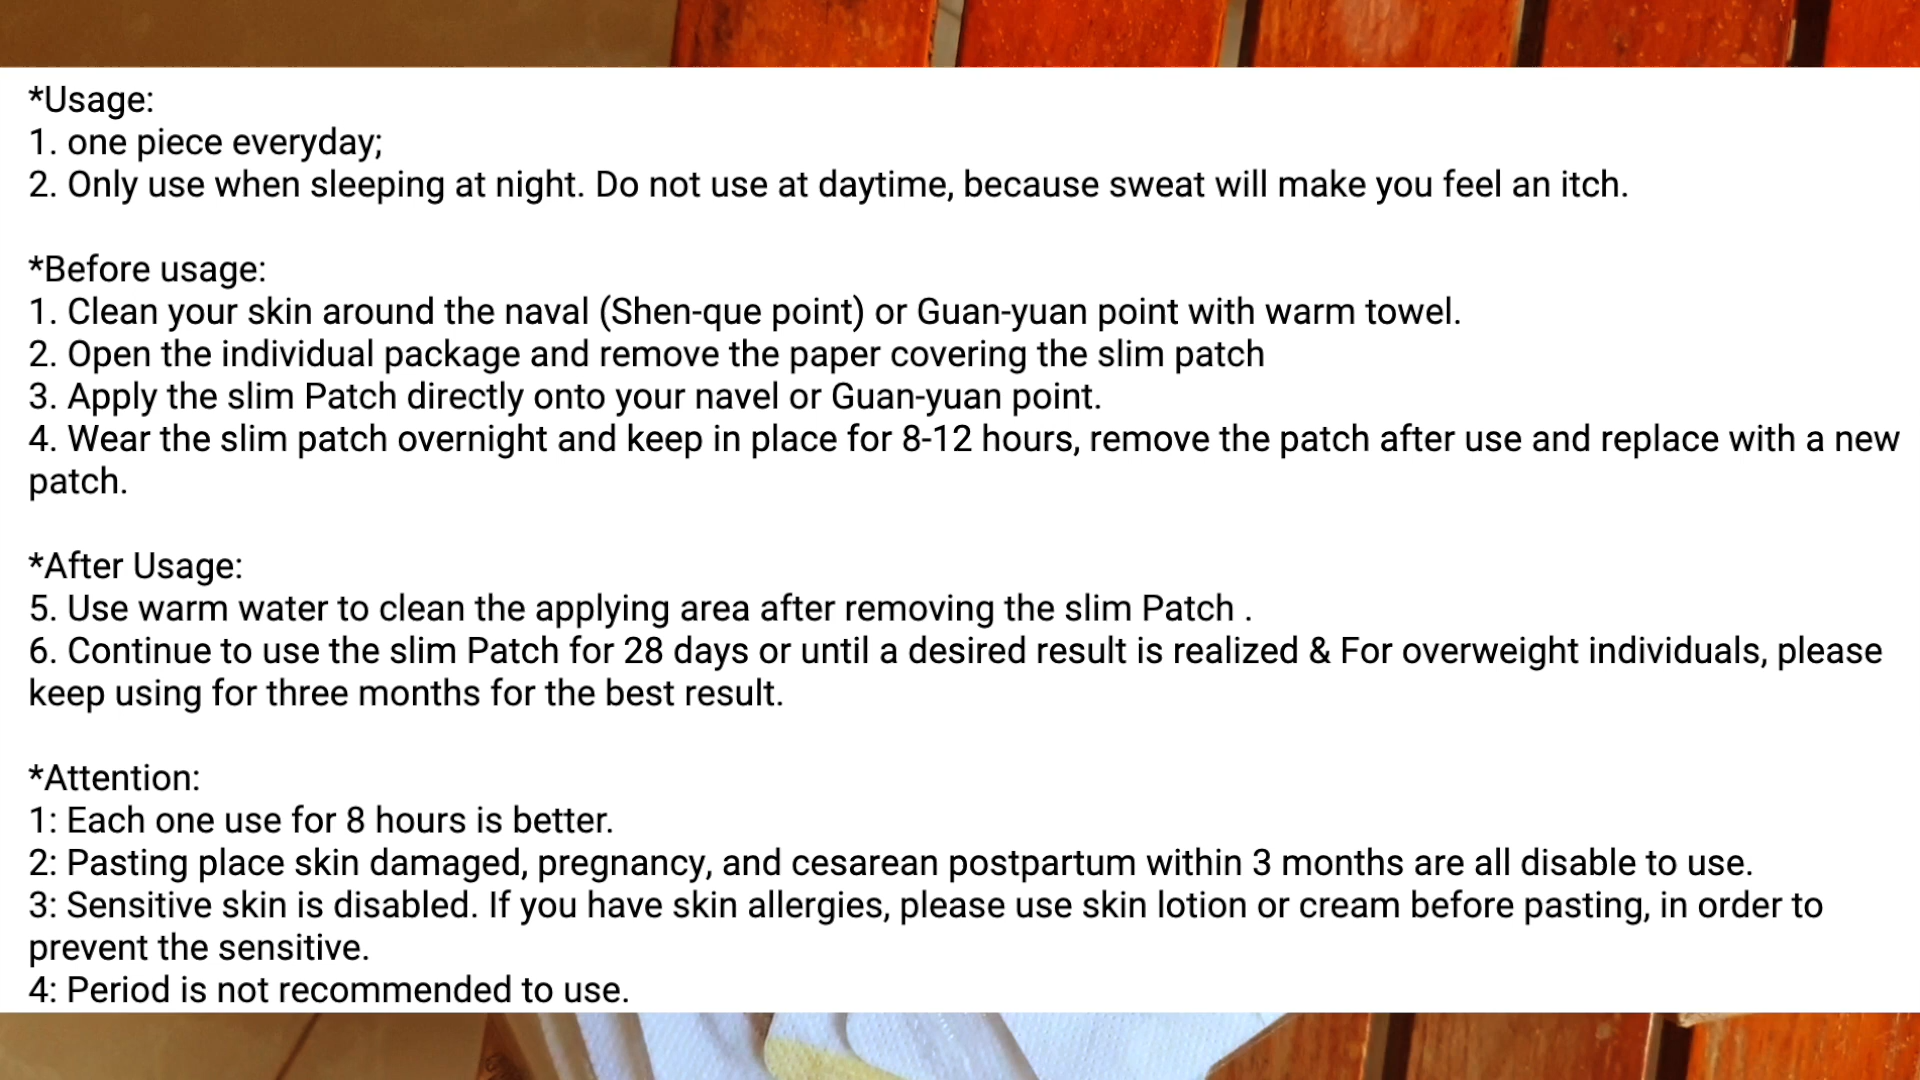 *Usage:
1. one piece everyday;
2. Only use when sleeping at night. Do not use at daytime, because sweat will make you feel an itch.
*Before usage:
1. Clean your skin around the naval (Shen-que point) or Guan-yuan point with warm towel.
2. Open the individual package and remove the paper covering the slim patch
3. Apply the slim Patch directly onto your navel or Guan-yuan point.
4. Wear the slim patch overnight and keep in place for 8-12 hours, remove the patch after use and replace with a new
patch.
*After Usage:
5. Use warm water to clean the applying area after removing the slim Patch .
6. Continue to use the slim Patch for 28 days or until a desired result is realized & For overweight individuals, please
keep using for three months for the best result.
*Attention:
1: Each one use for 8 hours is better.
2: Pasting place skin damaged, pregnancy, and cesarean postpartum within 3 months are all disable to use.
3: Sensitive skin is disabled. If you have skin allergies, please use skin lotion or cream before pasting, in order to
prevent the sensitive.
4: Period is not recommended to use.